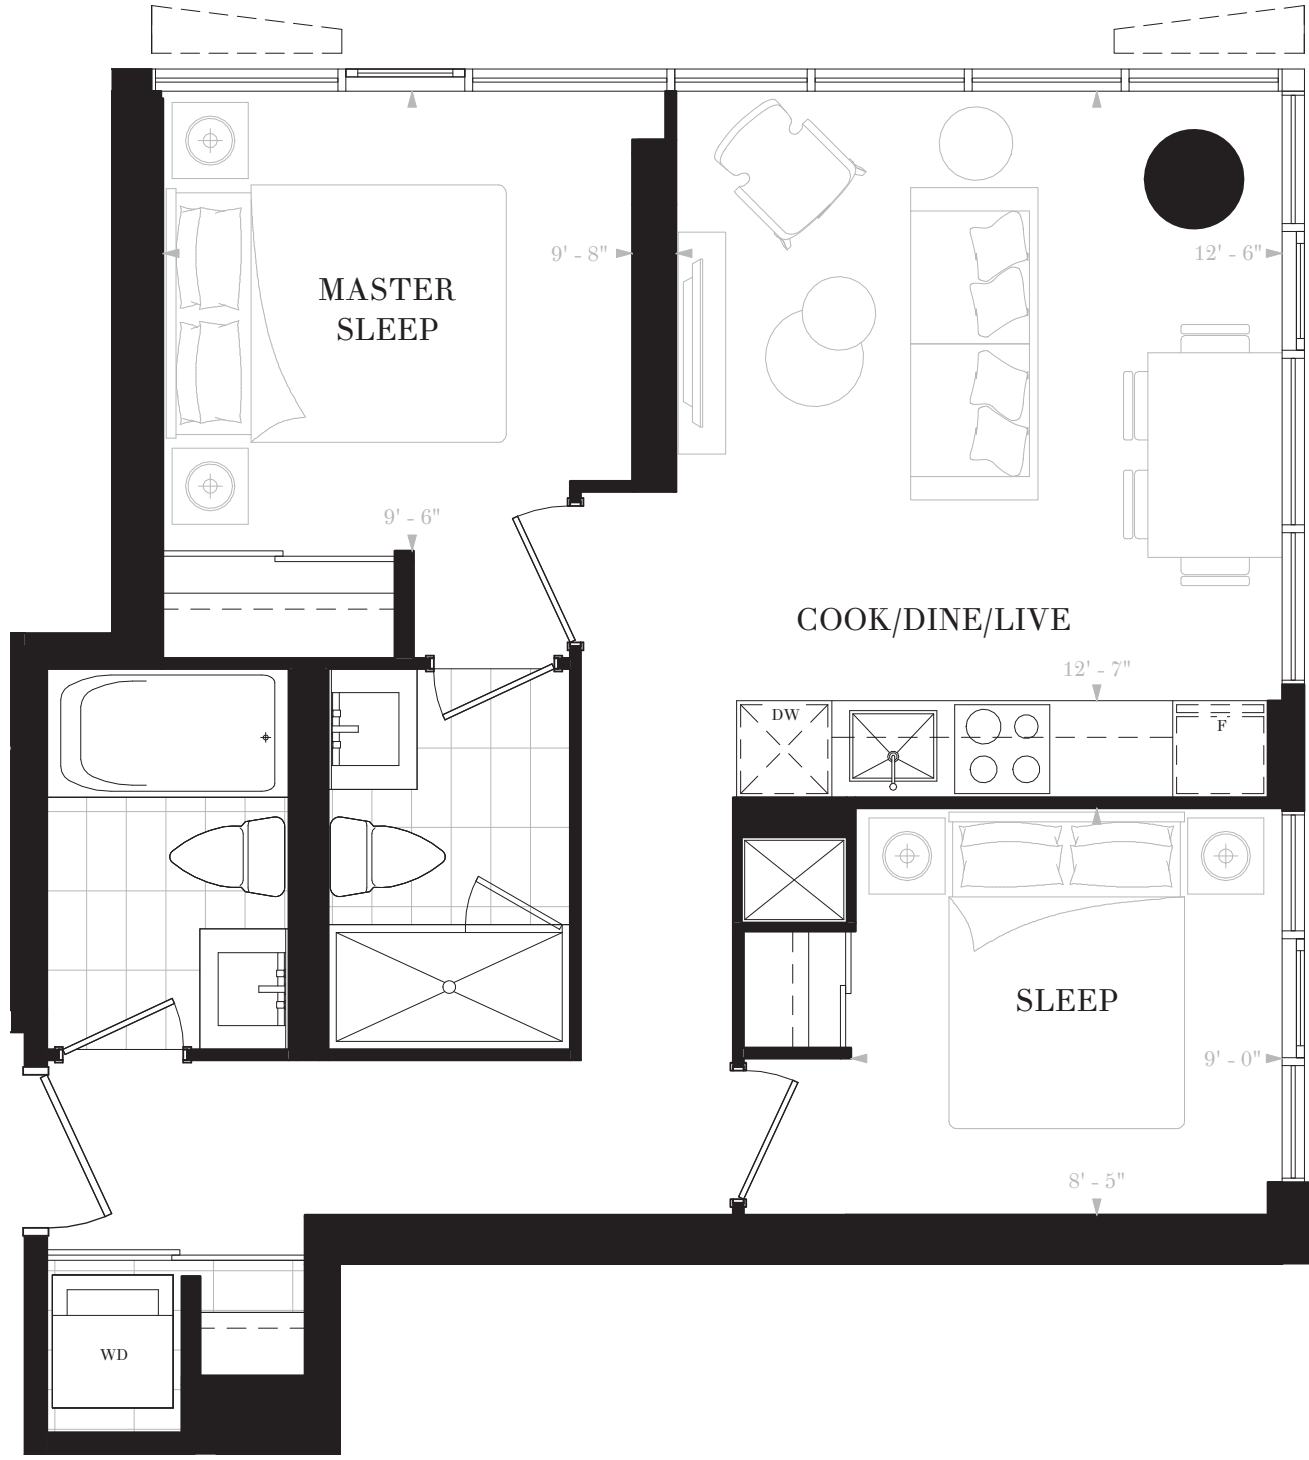 9' - 8"
12' - 6"
MASTER
SLEEP
9' - 6"
COOK/DINE/LIVE
12' - 7"
DW
F
SLEEP
9' - 0"
8' - 5"
WD